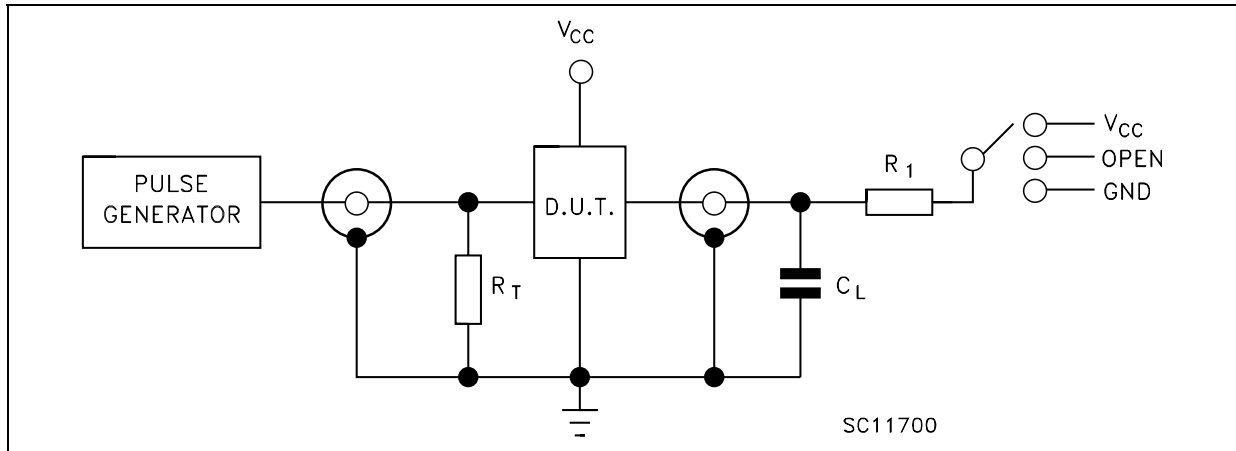 VCC
PULSE
GENERATOR
RT
D.U.T.
CL
R1
VCC
OPEN
GND
SC11700